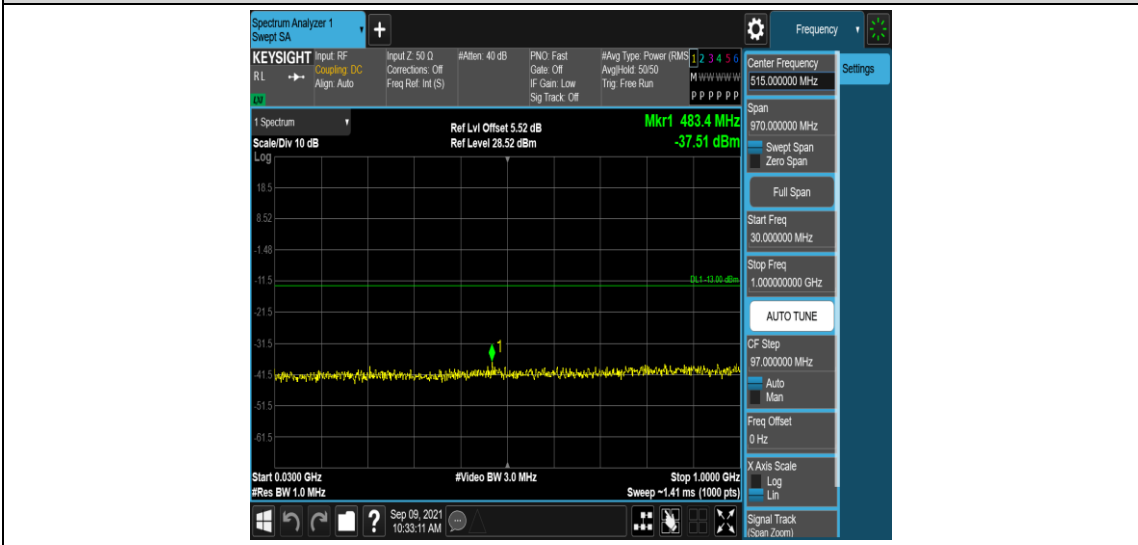 Spectrum Analyzer 1
Swept SA
+
Frequency
KEYSIGHT
RL
LXI
Input: RF
Coupling: DC
Align: Auto
Input Z: 50 Ω
Corrections: Off
Freq Ref: Int (S)
#Atten: 40 dB
PNO: Fast
Gate: Off
IF Gain: Low
Sig Track: Off
#Avg Type: Power (RMS
Avg|Hold: 50/50
Trig: Free Run
1 2 3 4 5 6
M W W W W W
P P P P P P
Center Frequency
515.000000 MHz
Settings
Span
970.000000 MHz
Swept Span
Zero Span
Full Span
Start Freq
30.000000 MHz
Stop Freq
1.000000000 GHz
AUTO TUNE
CF Step
97.000000 MHz
Auto
Man
Freq Offset
0 Hz
X Axis Scale
Log
Lin
Signal Track
(Span Zoom)
1 Spectrum
Scale/Div 10 dB
Ref Lvl Offset 5.52 dB
Ref Level 28.52 dBm
Mkr1 483.4 MHz
-37.51 dBm
Log
18.5
8.52
-1.48
-11.5
DL1 -13.00 dBm
-21.5
-31.5
1
-41.5
-51.5
-61.5
Start 0.0300 GHz
#Video BW 3.0 MHz
Stop 1.0000 GHz
#Res BW 1.0 MHz
Sweep ~1.41 ms (1000 pts)
?
Sep 09, 2021
10:33:11 AM